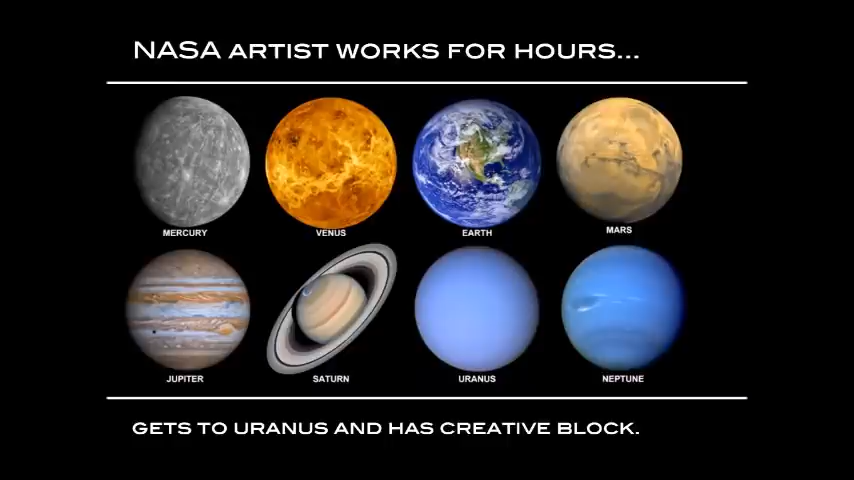 NASA ARTIST WORKS FOR HOURS...
MERCURY VENUS EARTH MARS
JUPITER SATURN URANUS NEPTUNE
GETS TO URANUS AND HAS CREATIVE BLOCK.